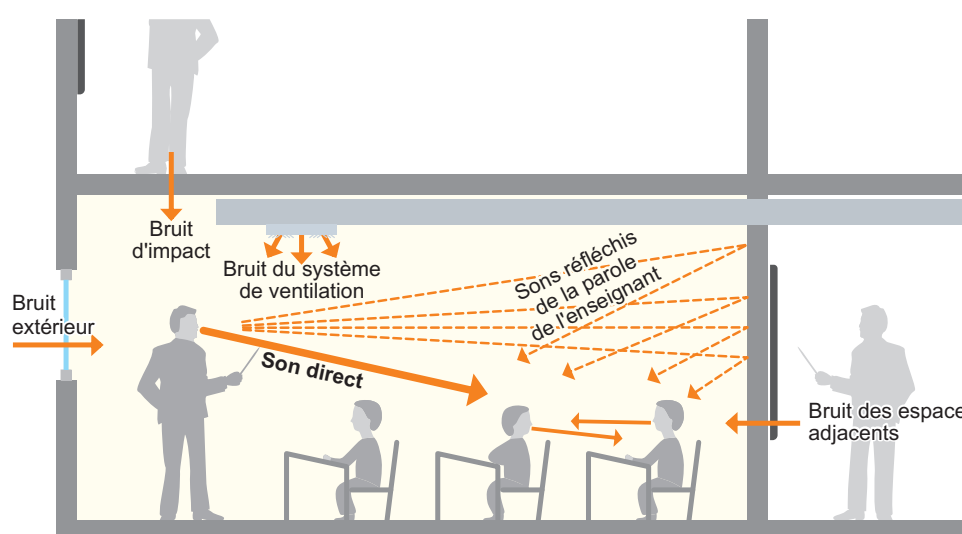 Bruit
d'impact
Bruit du système
de ventilation
Sons réfléchis
de la parole
de l'enseignant
Bruit
extérieur
Son direct
Bruit des espace
adjacents